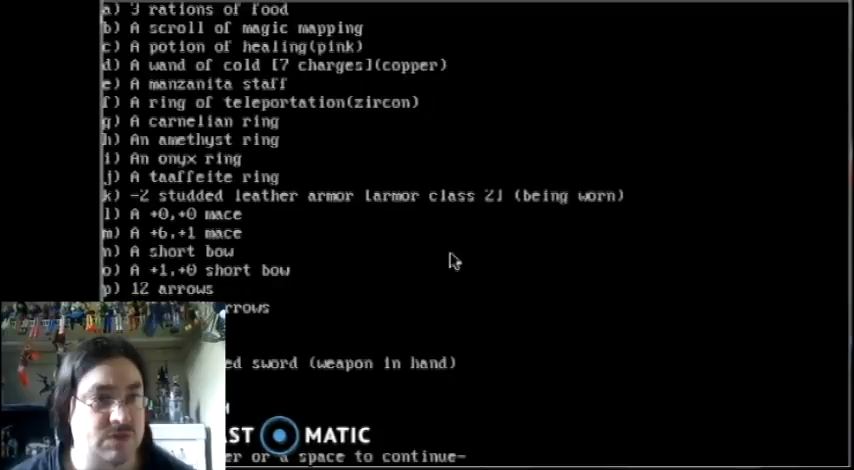 a) 3 rations of food
b) A scroll of magic mapping
c) A potion of healing(pink)
d) A wand of cold [7 charges](copper)
e) A manzanita staff
f) A ring of teleportation(zircon)
g) A carnelian ring
h) An amethyst ring
i) An onyx ring
j) A taaffeite ring
k) -2 studded leather armor [armor class 2] (being worn)
l) A +0,+0 mace
m) A +6,+1 mace
n) A short bow
o) A +1,+0 short bow
p) 12 arrows
rrows
ed sword (weapon in hand)
AST MATIC
er or a space to continue-